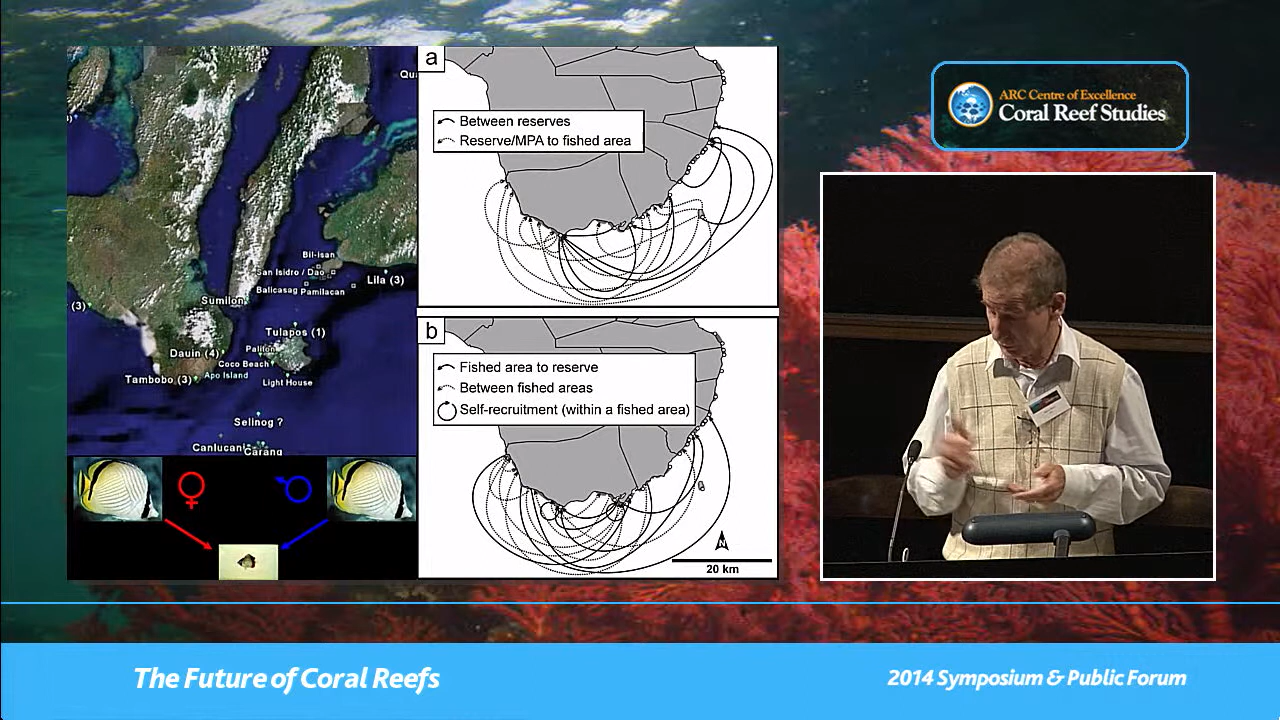 Qu
Bil-isan
San Isidro / Dao
Balicasag Pamilacan
Lila (3)
(3)
Sumilon
Tulapos (1)
Dauin (4)
Paliton
Coco Beach
Tambobo (3)
Apo Island
Light House
Selinog ?
Canlucani
Carang
a
Between reserves
Reserve/MPA to fished area
b
Fished area to reserve
Between fished areas
Self-recruitment (within a fished area)
N
20 km
ARC Centre of Excellence
Coral Reef Studies
The Future of Coral Reefs
2014 Symposium & Public Forum